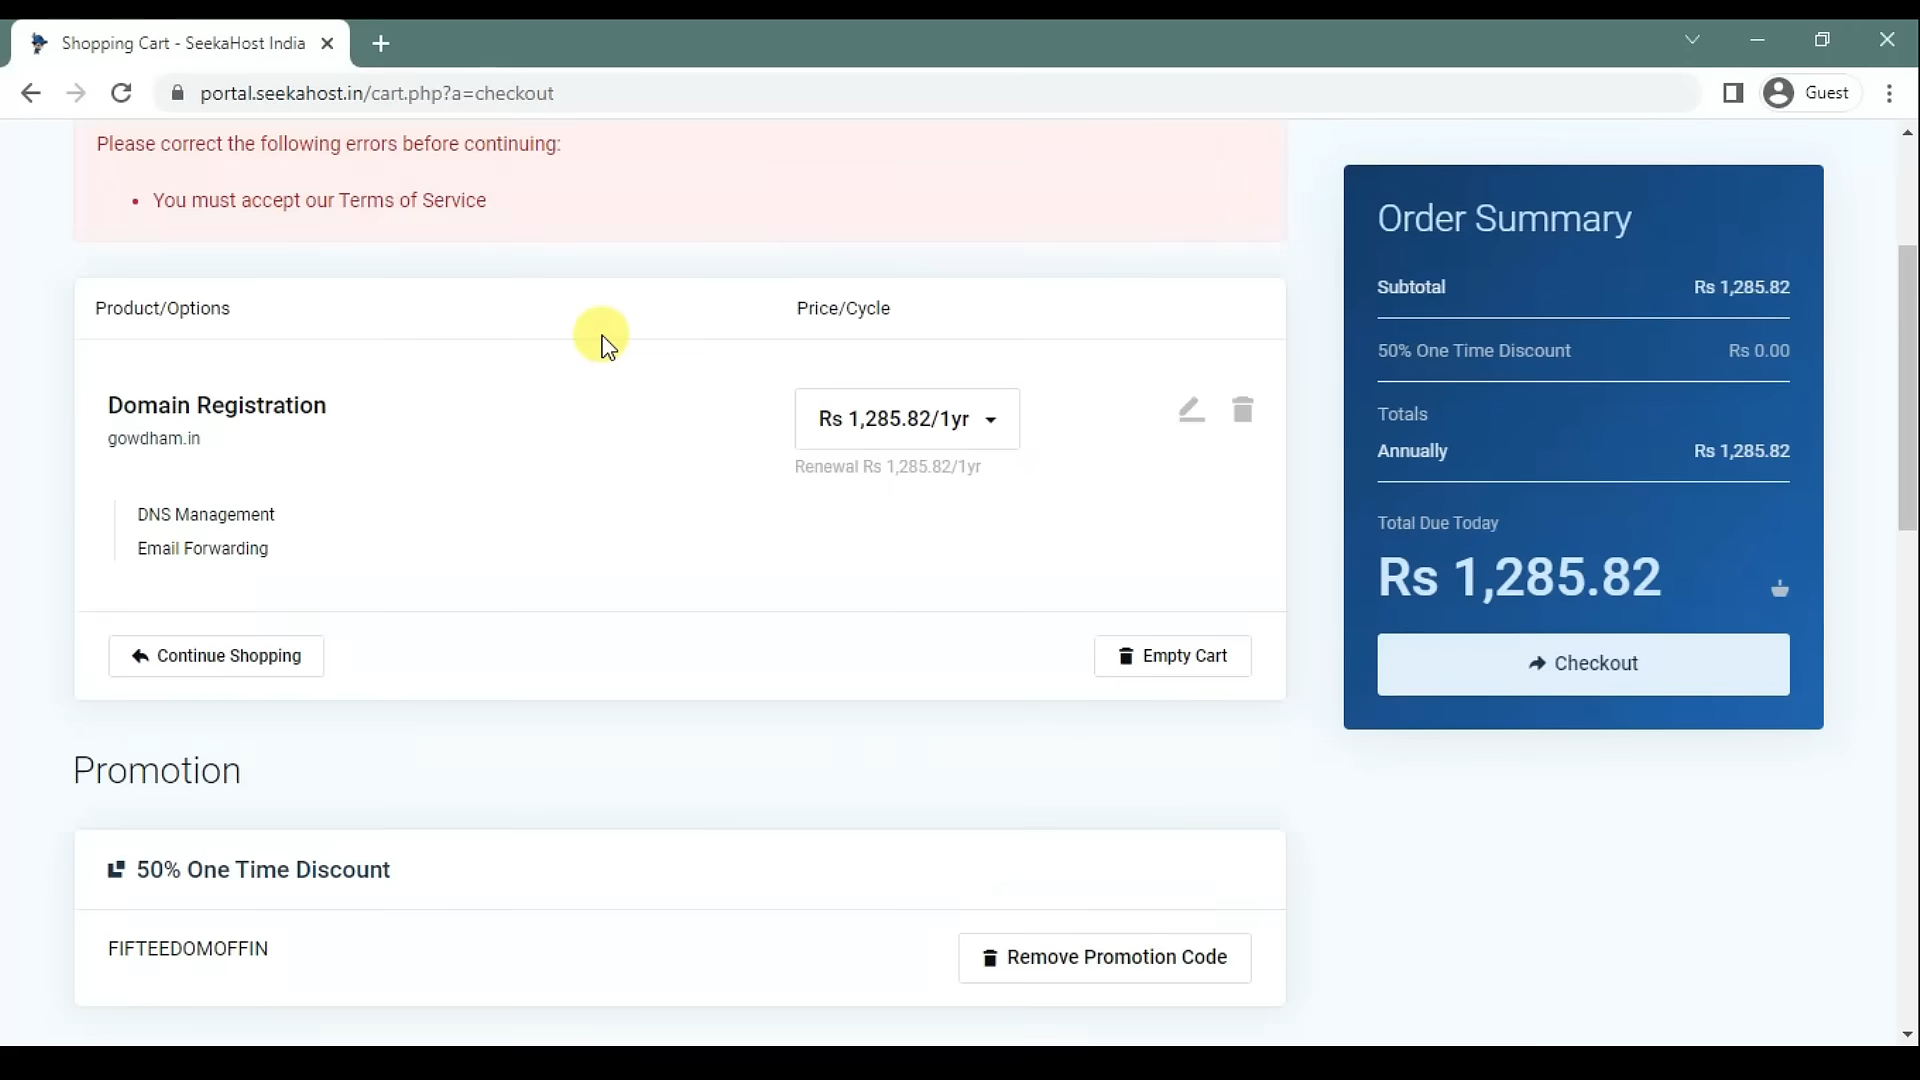 Shopping Cart - SeekaHost India
portal.seekahost.in/cart.php?a=checkout
Guest
Please correct the following errors before continuing:
• You must accept our Terms of Service
Product/Options
Price/Cycle
Domain Registration
gowdham.in
Rs 1,285.82/1yr
Renewal Rs 1,285.82/1yr
DNS Management
Email Forwarding
Continue Shopping
Empty Cart
Promotion
50% One Time Discount
FIFTEEDOMOFFIN
Remove Promotion Code
Order Summary
Subtotal Rs 1,285.82
50% One Time Discount Rs 0.00
Totals
Annually Rs 1,285.82
Total Due Today
Rs 1,285.82
Checkout